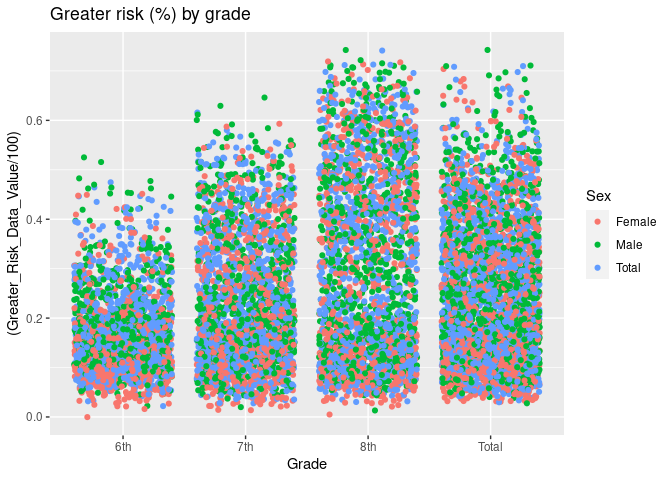 Greater risk (%) by grade
(Greater_Risk_Data_Value/100)
0.6
0.4
0.2
0.0
6th
7th
8th
Total
Grade
Sex
Female
Male
Total